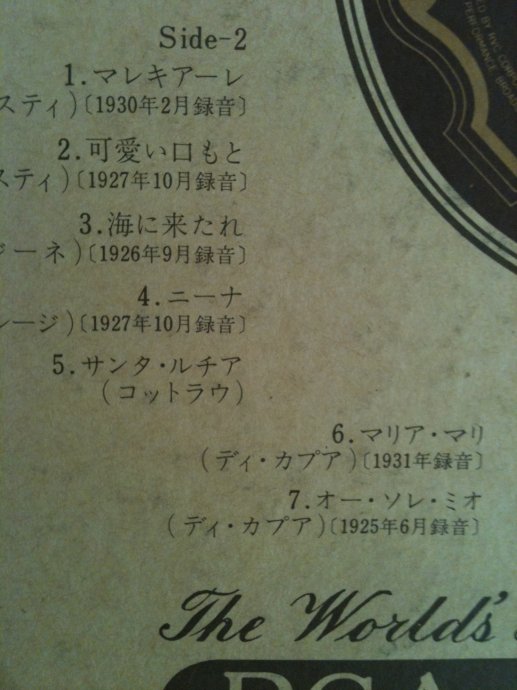 Side-2
1.マレキアーレ
スティ)〔1930年2月録音〕
2.可愛い口もと
スティ)〔1927年10月録音〕
3.海に来たれ
ジーネ)〔1926年9月録音〕
4.ニーナ
レージ)〔1927年10月録音〕
5.サンタ・ルチア
(コットラウ)
6.マリア・マリ
(ディ・カプア)〔1931年録音〕
7.オー・ソレ・ミオ
(ディ・カプア)〔1925年6月録音〕
The World's
RCA
PERFORMANCE, BROAD